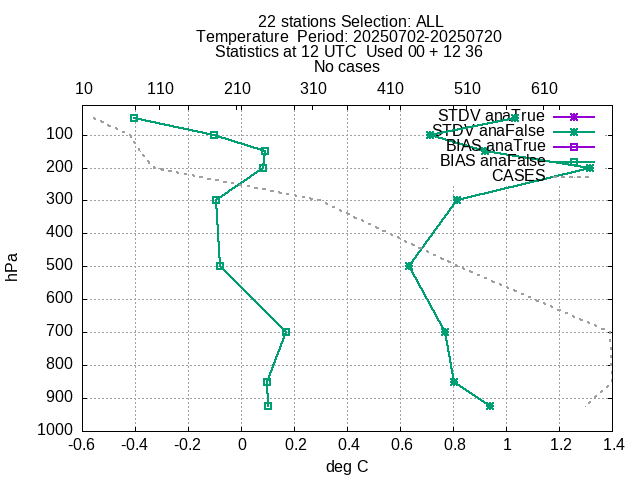 22 stations Selection: ALL
Temperature  Period: 20250702-20250720
Statistics at 12 UTC  Used 00 + 12 36
No cases
10 110 210 310 410 510 610
STDV anaTrue
STDV anaFalse
BIAS anaTrue
BIAS anaFalse
CASES
100
200
300
400
500
600
700
800
900
1000
hPa
-0.6 -0.4 -0.2 0 0.2 0.4 0.6 0.8 1 1.2 1.4
deg C